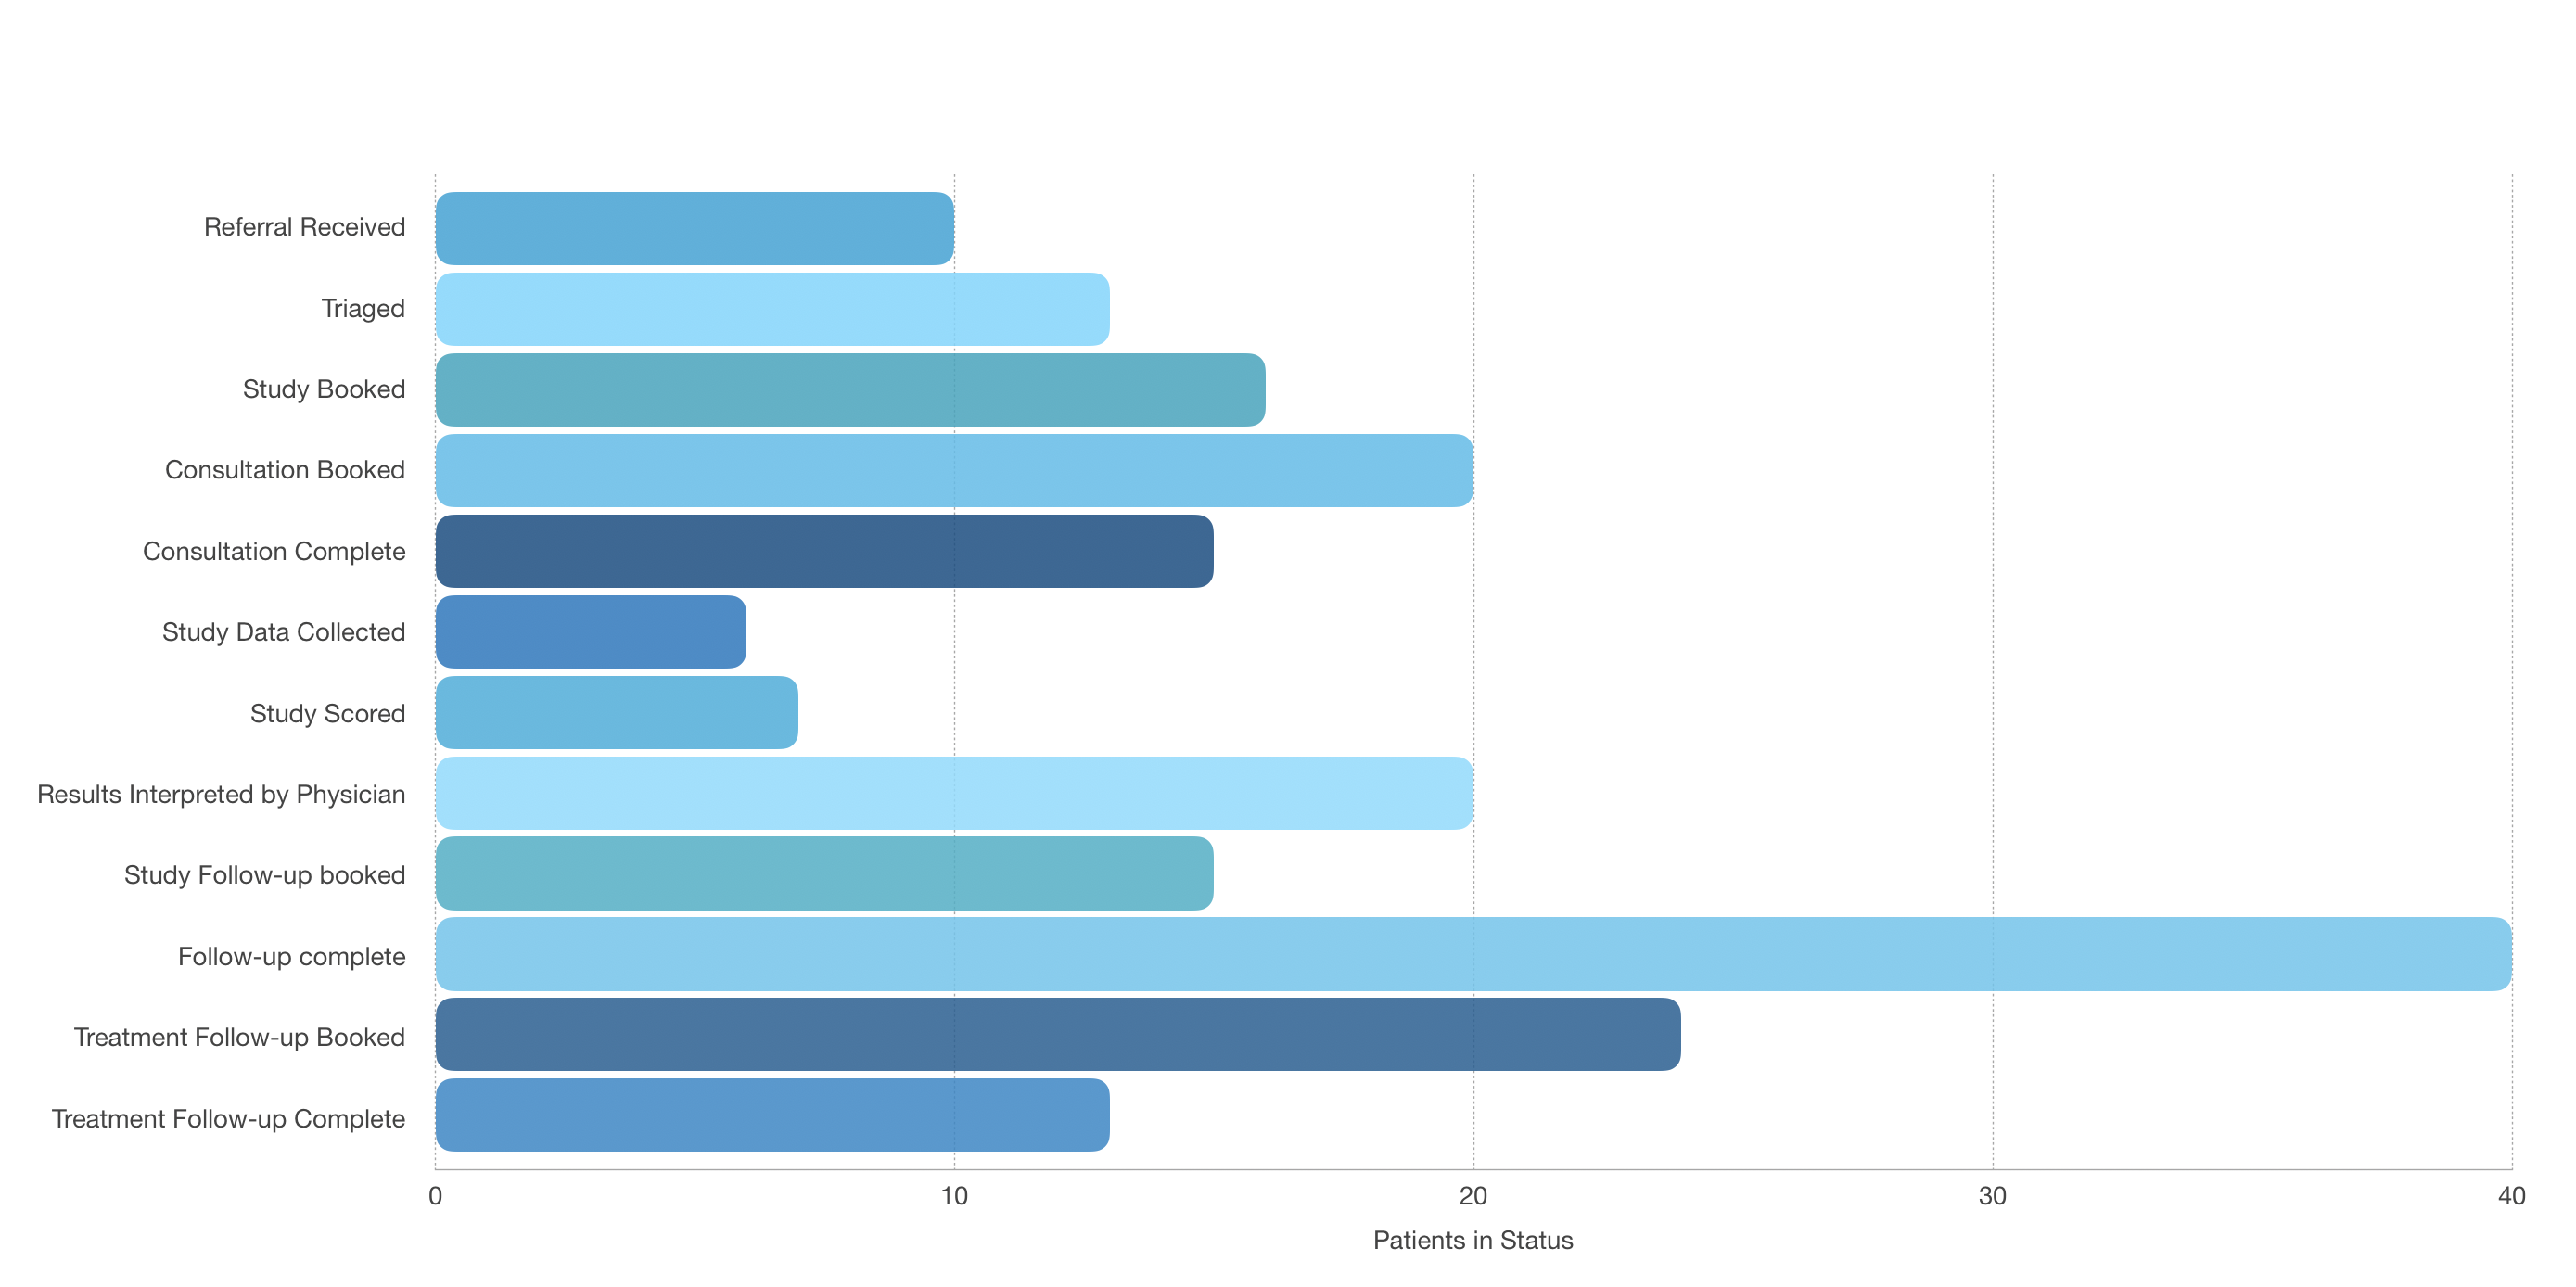 Referral Received
Triaged
Study Booked
Consultation Booked
Consultation Complete
Study Data Collected
Study Scored
Results Interpreted by Physician
Study Follow-up booked
Follow-up complete
Treatment Follow-up Booked
Treatment Follow-up Complete
0 10 20 30 40
Patients in Status